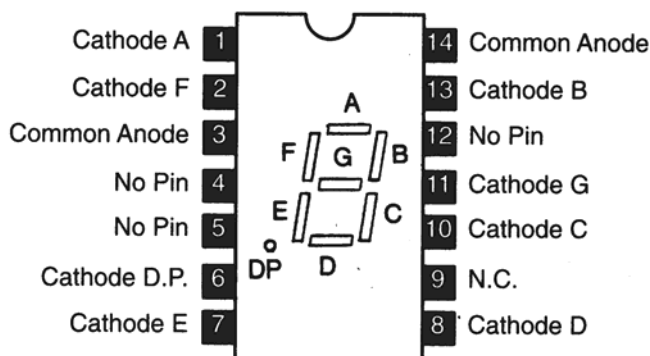 Cathode A 1
Cathode F 2
Common Anode 3
No Pin 4
No Pin 5
Cathode D.P. 6
Cathode E 7
A
F G B
E C
DP D
14 Common Anode
13 Cathode B
12 No Pin
11 Cathode G
10 Cathode C
9 N.C.
8 Cathode D